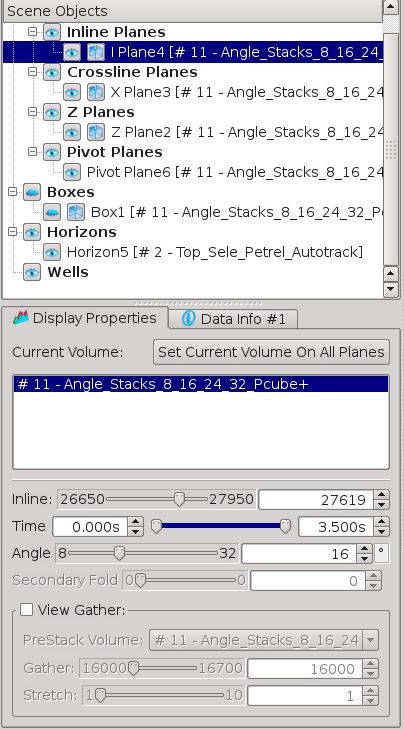 Scene Objects
Inline Planes
I Plane4 [# 11 - Angle_Stacks_8_16_24_
Crossline Planes
X Plane3 [# 11 - Angle_Stacks_8_16_24
Z Planes
Z Plane2 [# 11 - Angle_Stacks_8_16_24
Pivot Planes
Pivot Plane6 [# 11 - Angle_Stacks_8_16_24
Boxes
Box1 [# 11 - Angle_Stacks_8_16_24_32_P
Horizons
Horizon5 [# 2 - Top_Sele_Petrel_Autotrack]
Wells
Display Properties Data Info #1
Current Volume: Set Current Volume On All Planes
# 11 - Angle_Stacks_8_16_24_32_Pcube+
Inline: 26650 27950 27619
Time 0.000s 3.500s
Angle 8 32 16 °
Secondary Fold 0 0 0
View Gather:
PreStack Volume: # 11 - Angle_Stacks_8_16_24
Gather: 16000 16700 16000
Stretch: 1 10 1